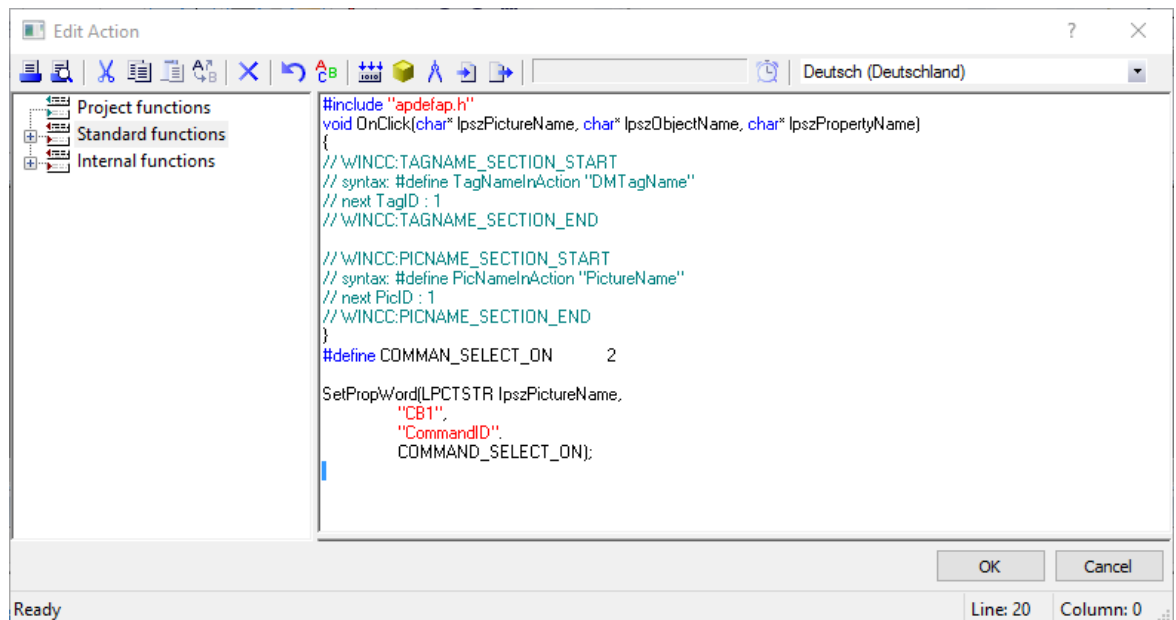 Edit Action
?
Deutsch (Deutschland)
Project functions
Standard functions
Internal functions
#include "apdefap.h"
void OnClick(char* lpszPictureName, char* lpszObjectName, char* lpszPropertyName)
{
// WINCC:TAGNAME_SECTION_START
// syntax: #define TagNameInAction "DMTagName"
// next TagID : 1
// WINCC:TAGNAME_SECTION_END
// WINCC:PICNAME_SECTION_START
// syntax: #define PicNameInAction "PictureName"
// next PicID : 1
// WINCC:PICNAME_SECTION_END
}
#define COMMAN_SELECT_ON 2
SetPropWord(LPCTSTR lpszPictureName,
"CB1",
"CommandID".
COMMAND_SELECT_ON);
OK Cancel
Ready Line: 20 Column: 0